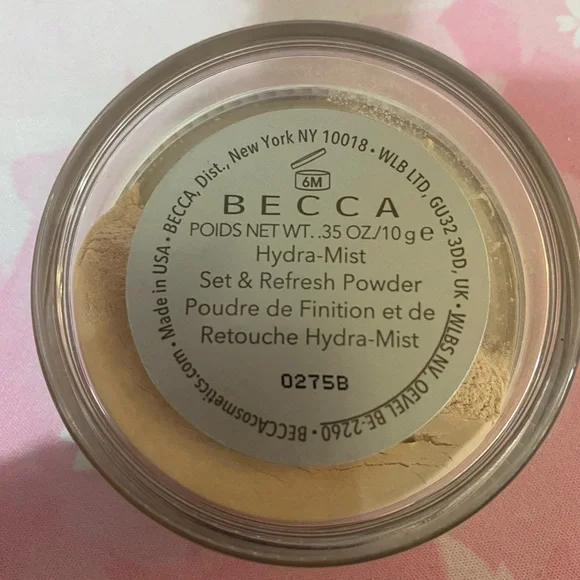 BECCA, Dist., New York NY 10018 • WLB LTD, GU32 3DD, UK • WLBS NV, OEVEL BE-2260 • BECCAcosmetics.com • Made in USA •
6M
BECCA
POIDS NET WT. .35 OZ./10 g e
Hydra-Mist
Set & Refresh Powder
Poudre de Finition et de
Retouche Hydra-Mist
0275B